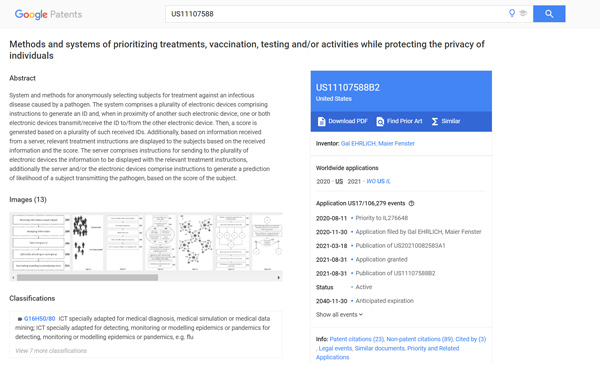 Google Patents
US11107588
Methods and systems of prioritizing treatments, vaccination, testing and/or activities while protecting the privacy of
individuals
Abstract
System and methods for anonymously selecting subjects for treatment against an infectious
disease caused by a pathogen. The system comprises a plurality of electronic devices comprising
instructions to generate an ID and, when in proximity of another such electronic device, one or both
electronic devices transmit/receive the ID to/from the other electronic device. Then, a score is
generated based on a plurality of such received IDs. Additionally, based on information received
from a server, relevant treatment instructions are displayed to the subjects based on the received
information and the score. The server comprises instructions for sending to the plurality of
electronic devices the information to be displayed with the relevant treatment instructions,
additionally the server and/or the electronic devices comprise instructions to generate a prediction
of likelihood of a subject transmitting the pathogen, based on the score of the subject.
Images (13)
Classifications
G16H50/80 ICT specially adapted for medical diagnosis, medical simulation or medical data
mining; ICT specially adapted for detecting, monitoring or modelling epidemics or pandemics for
detecting, monitoring or modelling epidemics or pandemics, e.g. flu
View 7 more classifications
US11107588B2
United States
Download PDF Find Prior Art Similar
Inventor: Gal EHRLICH, Maier Fenster
Worldwide applications
2020 · US 2021 · WO US IL
Application US17/106,279 events
2020-08-11 • Priority to IL276648
2020-11-30 • Application filed by Gal EHRLICH, Maier Fenster
2021-03-18 • Publication of US20210082583A1
2021-08-31 • Application granted
2021-08-31 • Publication of US11107588B2
Status • Active
2040-11-30 • Anticipated expiration
Show all events
Info: Patent citations (23), Non-patent citations (89), Cited by (3)
, Legal events, Similar documents, Priority and Related
Applications